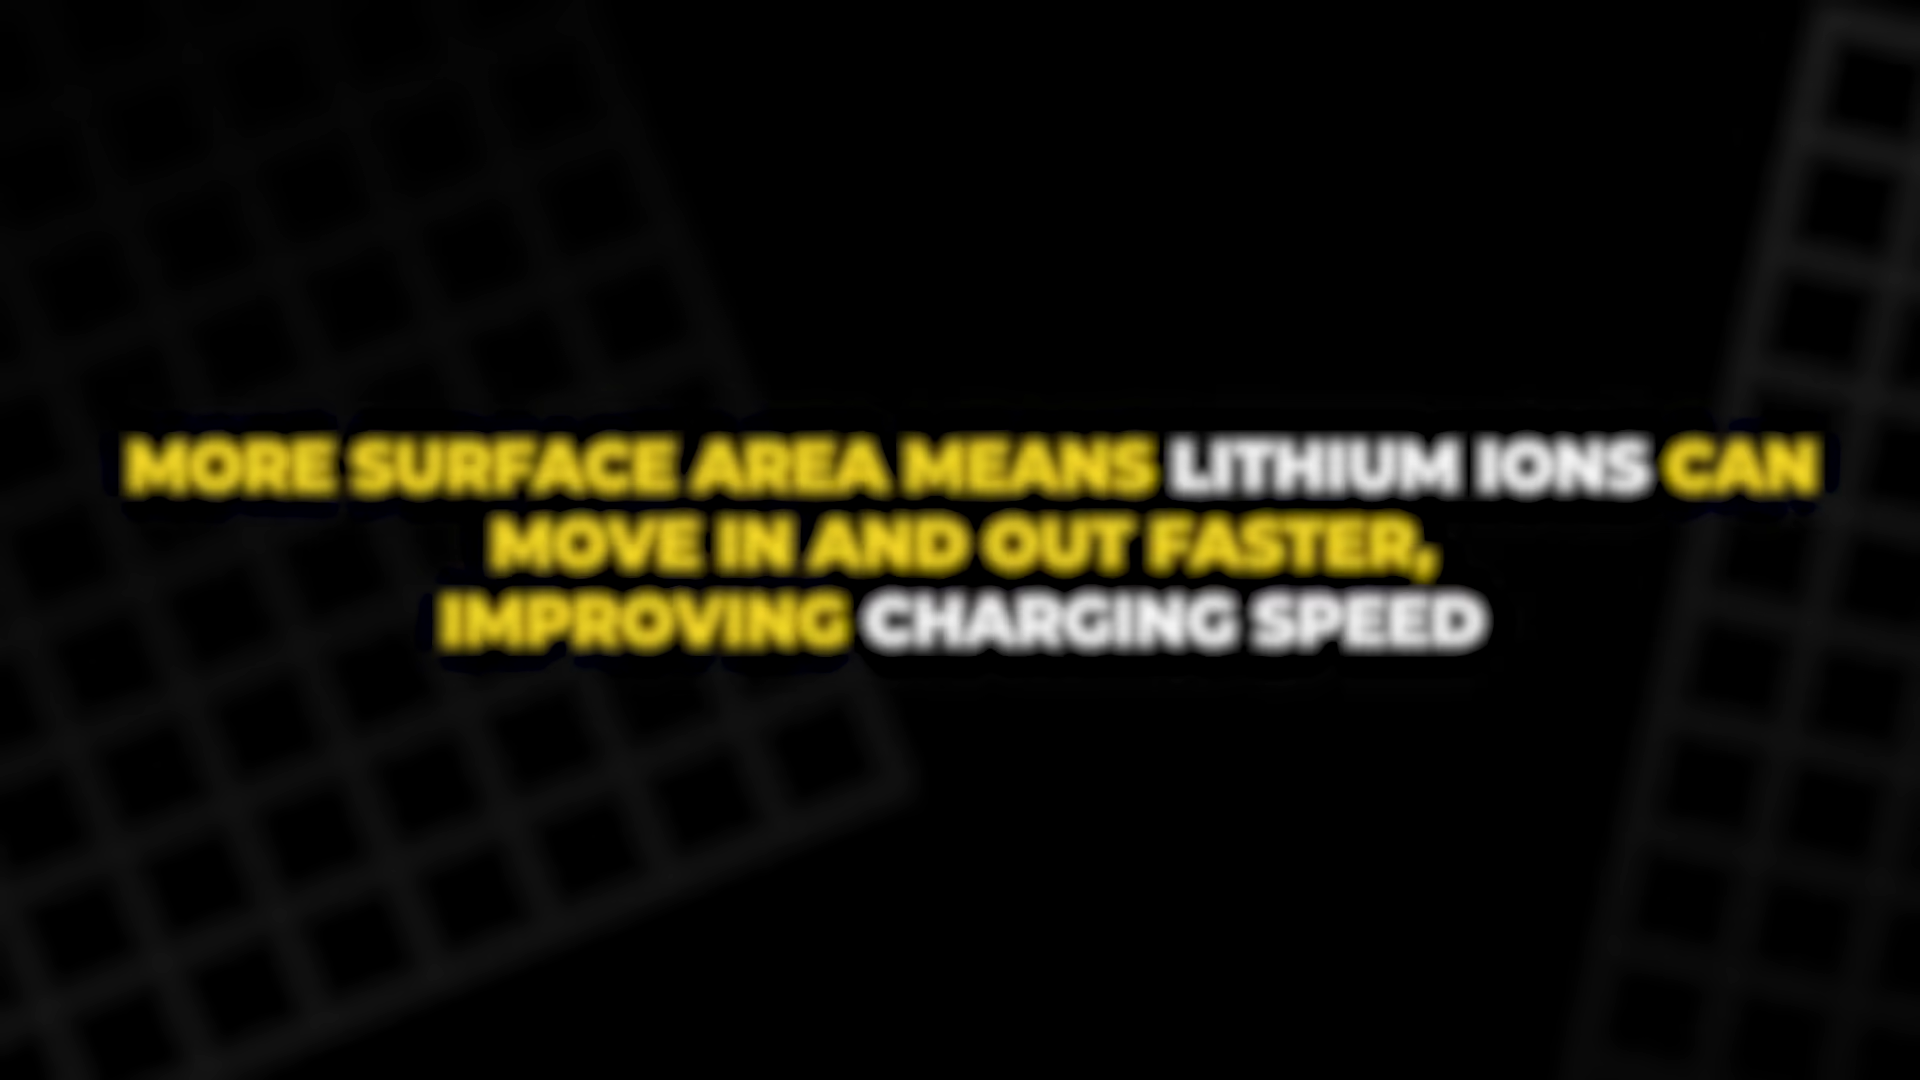 MORE SURFACE AREA MEANS LITHIUM IONS CAN
MOVE IN AND OUT FASTER,
IMPROVING CHARGING SPEED